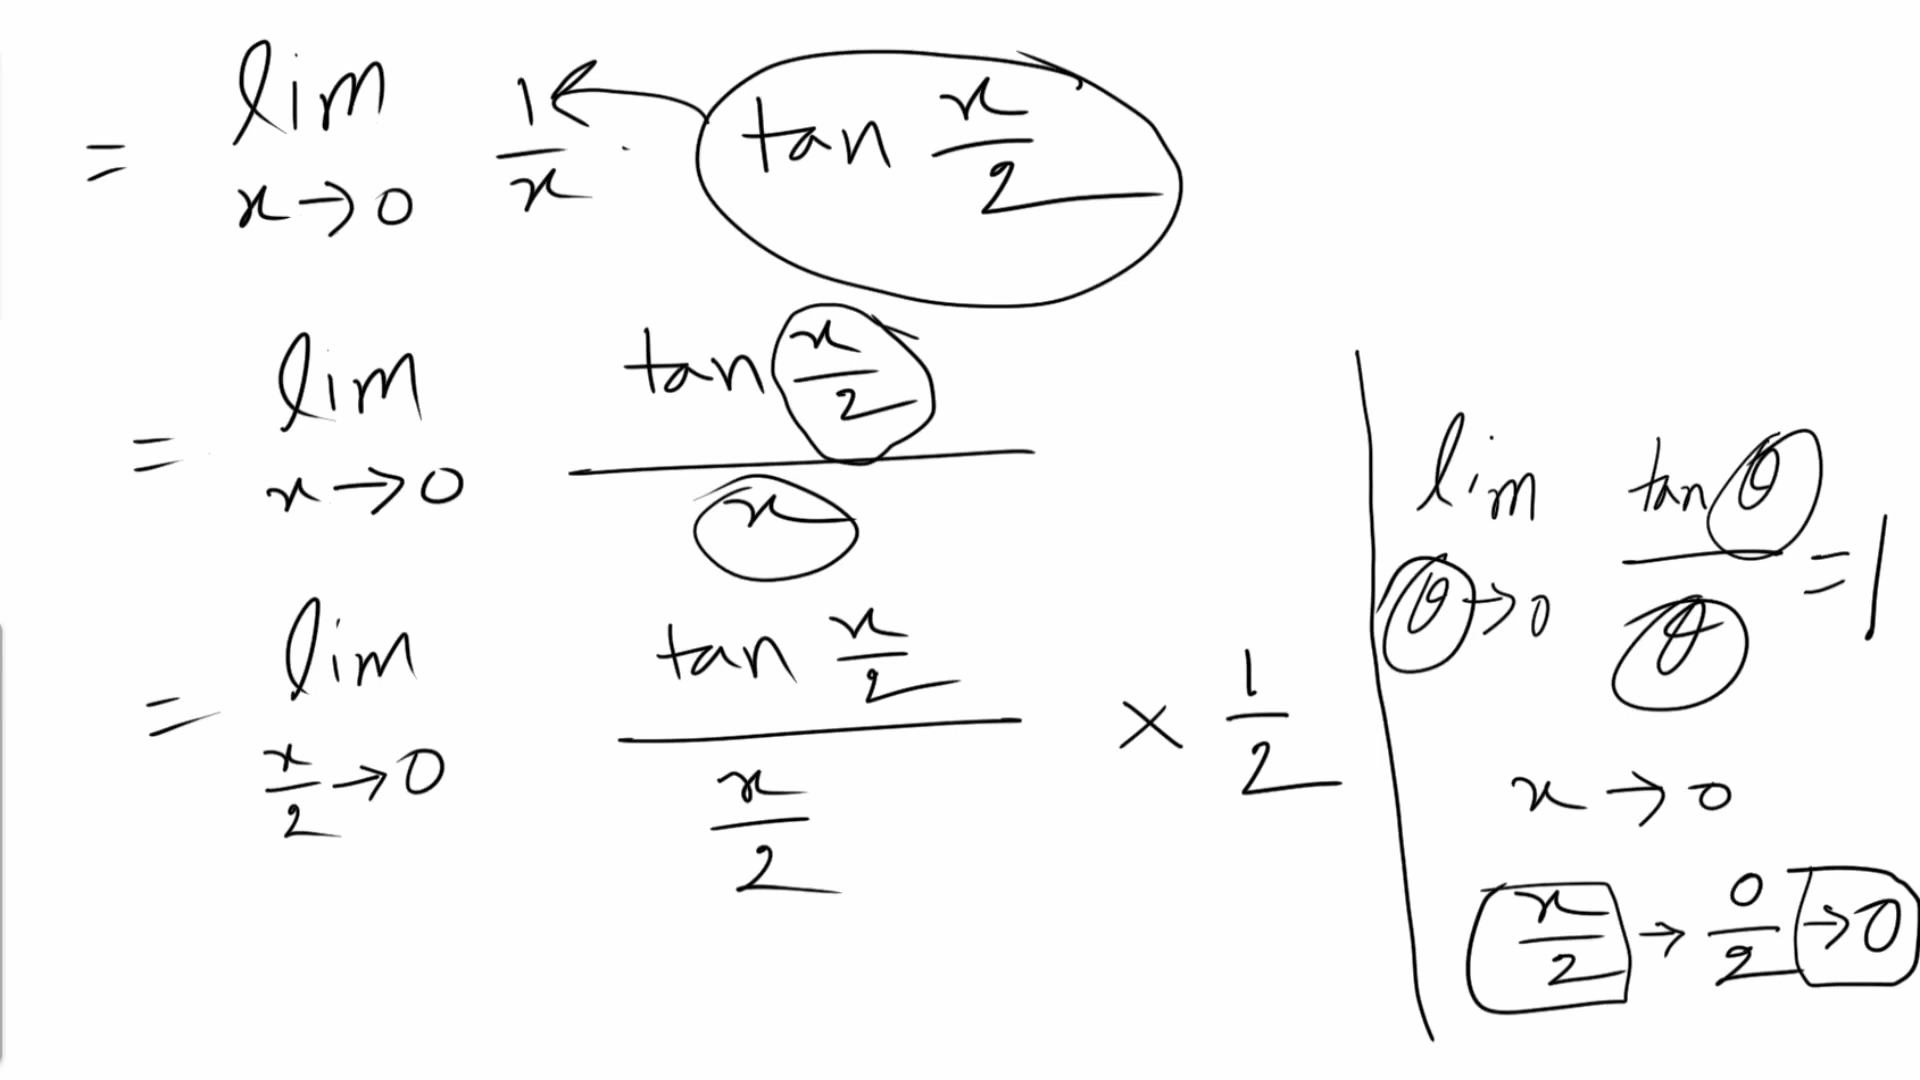 = lim x→0 1/x · tan x/2
= lim x→0 tan x/2 / x
= lim x/2→0 tan x/2 / x/2 × 1/2
lim θ→0 tan θ / θ = 1
x→0
x/2 → 0/2 → 0